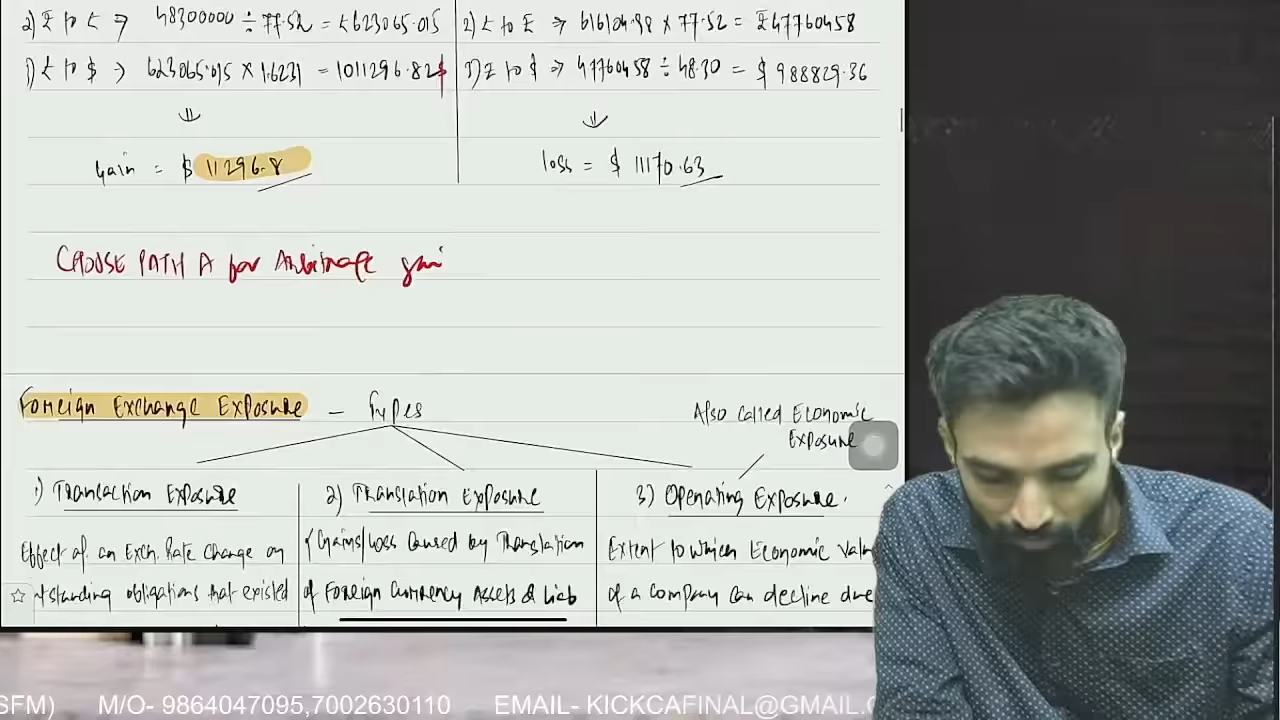 2) ₹ to £ ⇒ 48300000 ÷ 77.52 = £623065.015
3) £ to $ → 623065.015 × 1.6231 = 1011296.82$
⇓
Gain = $ 11296.8
2) £ to ₹ ⇒ 616104.98 × 77.52 = ₹47760458
3) ₹ to $ ⇒ 47760458 ÷ 48.30 = $ 988829.36
⇓
loss = $ 11170.63
CHOOSE PATH A for Arbitrage gain
Foreign Exchange Exposure – Types
Also called Economic
Exposure
1) Transaction Exposure
Effect of an Exch. Rate Change on
outstanding obligations that existed
2) Translation Exposure
Gains/Loss caused by Translation
of Foreign Currency Assets & Liab
3) Operating Exposure.
Extent to which Economic Value
of a Company can decline due
SFM) M/O- 9864047095,7002630110 EMAIL- KICKCAFINAL@GMAIL.C